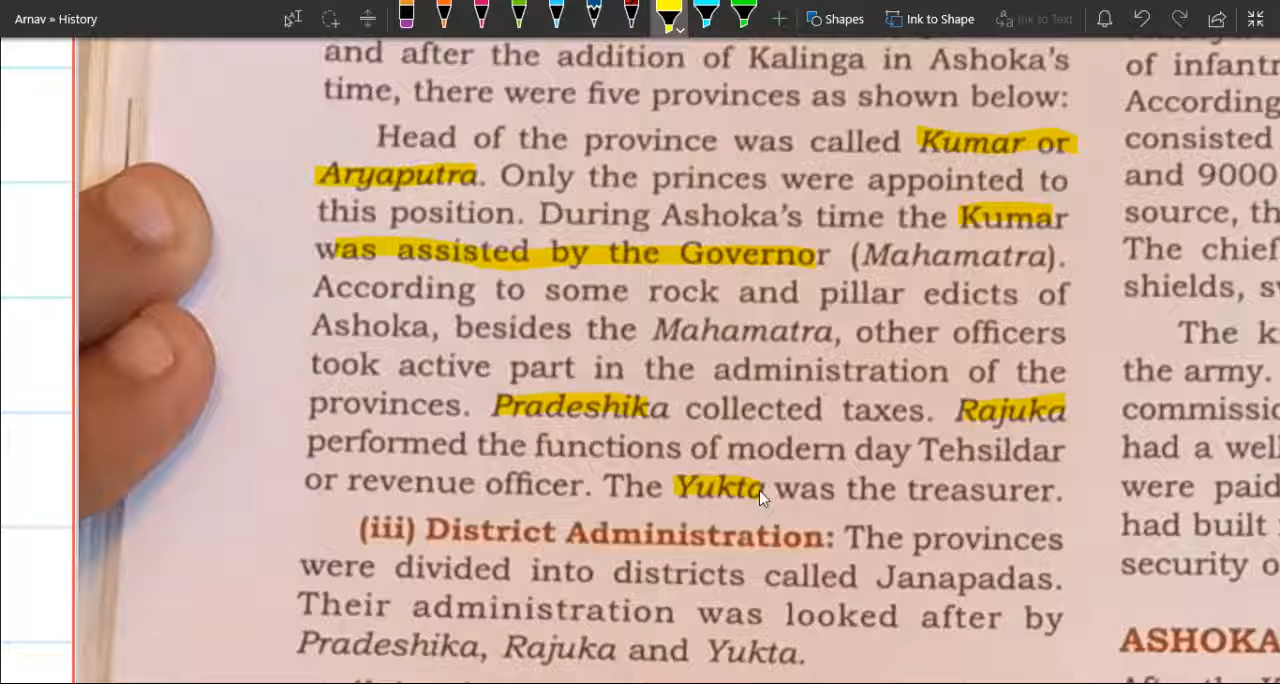 Arnav » History
Shapes
Ink to Shape
Ink to Text
and after the addition of Kalinga in Ashoka's
time, there were five provinces as shown below:
Head of the province was called Kumar or
Aryaputra. Only the princes were appointed to
this position. During Ashoka's time the Kumar
was assisted by the Governor (Mahamatra).
According to some rock and pillar edicts of
Ashoka, besides the Mahamatra, other officers
took active part in the administration of the
provinces. Pradeshika collected taxes. Rajuka
performed the functions of modern day Tehsildar
or revenue officer. The Yukta was the treasurer.
(iii) District Administration: The provinces
were divided into districts called Janapadas.
Their administration was looked after by
Pradeshika, Rajuka and Yukta.
of infant
According
consisted
and 9000
source, th
The chief
shields, s
The k
the army.
commissio
had a wel
were paid
had built
security o
ASHOKA